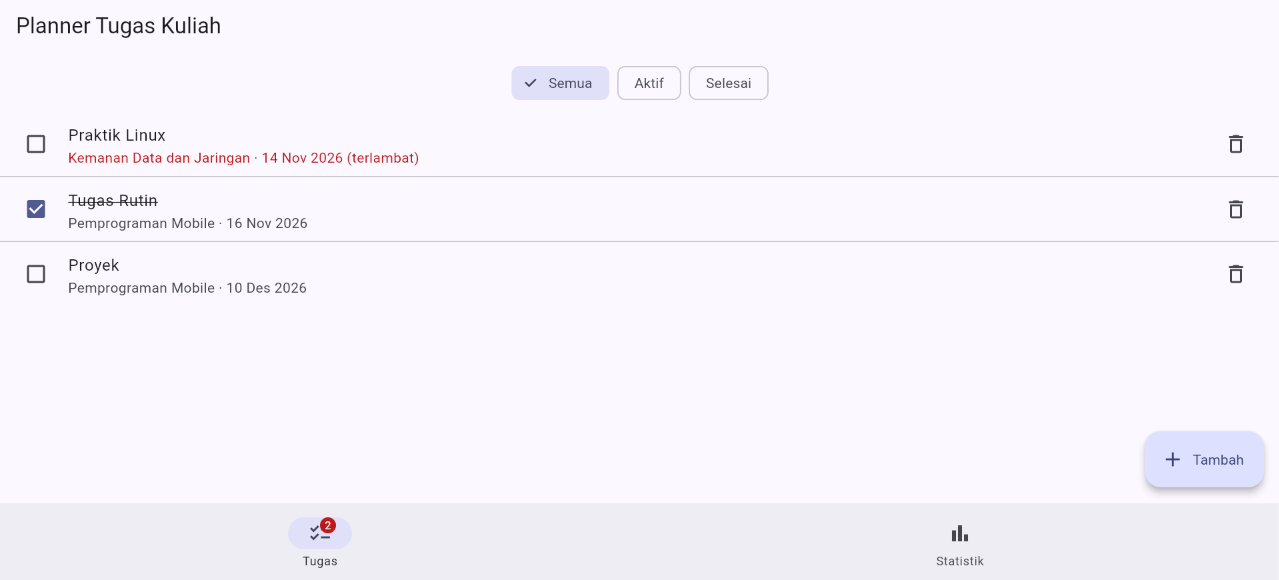 Planner Tugas Kuliah
Semua
Aktif
Selesai
Praktik Linux
Kemanan Data dan Jaringan · 14 Nov 2026 (terlambat)
Tugas Rutin
Pemprograman Mobile · 16 Nov 2026
Proyek
Pemprograman Mobile · 10 Des 2026
Tambah
2
Tugas
Statistik